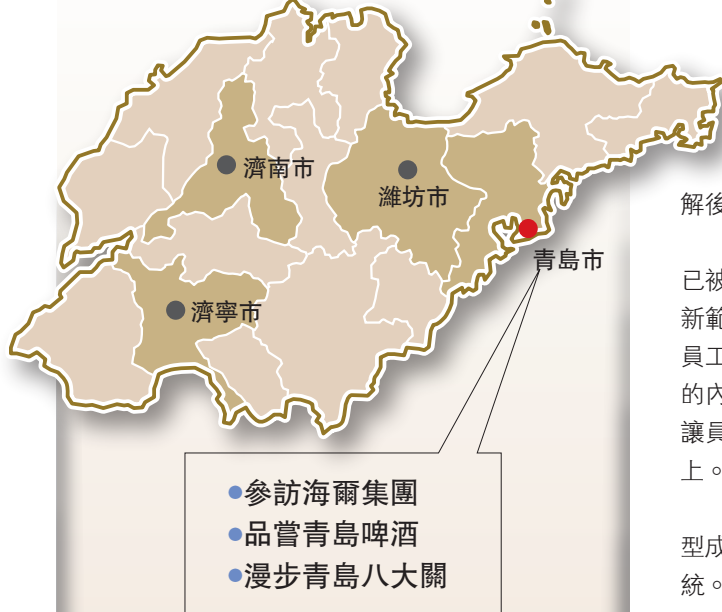 濟南市
濰坊市
青島市
濟寧市
●參訪海爾集團
●品嘗青島啤酒
●漫步青島八大關
解後
已被
新範
員工
的內
讓員
上。
型成
統。